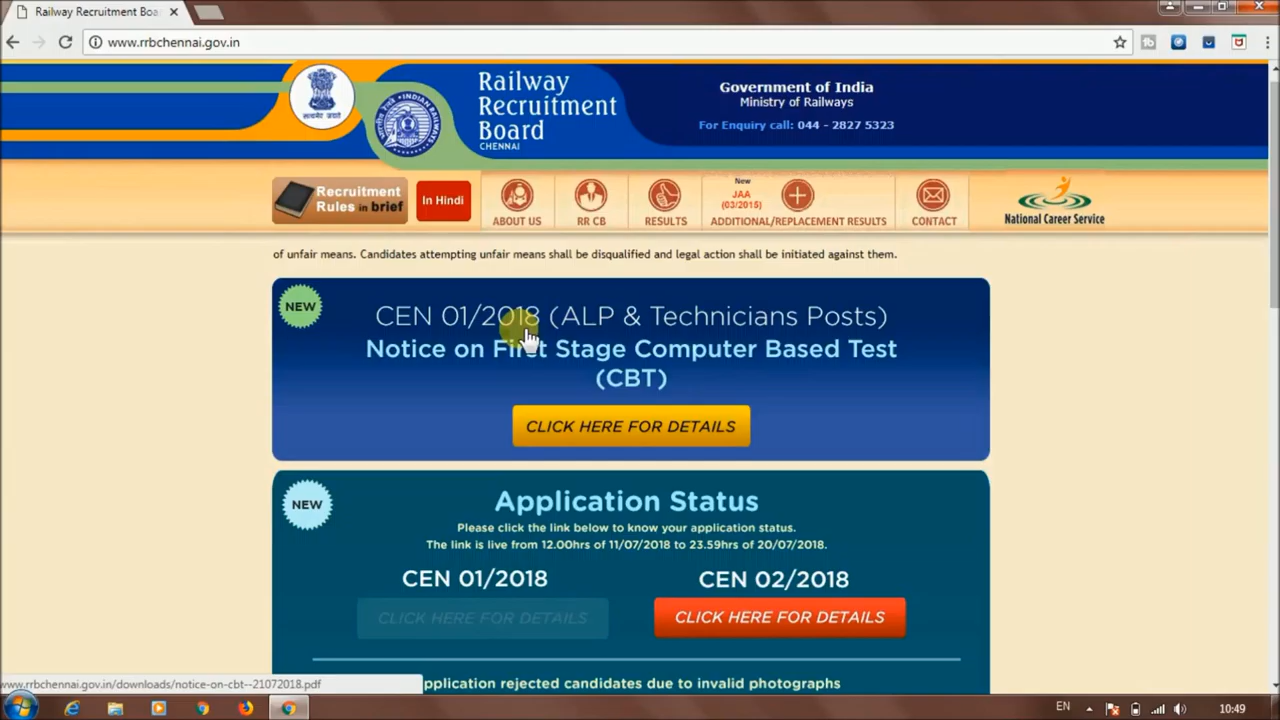 Railway Recruitment Boa
www.rrbchennai.gov.in
Railway
Recruitment
Board
CHENNAI
INDIAN RAILWAYS
Government of India
Ministry of Railways
For Enquiry call: 044 - 2827 5323
Recruitment
Rules in brief
In Hindi
ABOUT US
RR CB
RESULTS
New
JAA
(03/2015)
ADDITIONAL/REPLACEMENT RESULTS
CONTACT
National Career Service
of unfair means. Candidates attempting unfair means shall be disqualified and legal action shall be initiated against them.
NEW
CEN 01/2018 (ALP & Technicians Posts)
Notice on First Stage Computer Based Test
(CBT)
CLICK HERE FOR DETAILS
NEW
Application Status
Please click the link below to know your application status.
The link is live from 12.00hrs of 11/07/2018 to 23.59hrs of 20/07/2018.
CEN 01/2018
CEN 02/2018
CLICK HERE FOR DETAILS
CLICK HERE FOR DETAILS
pplication rejected candidates due to invalid photographs
www.rrbchennai.gov.in/downloads/notice-on-cbt--21072018.pdf
EN
10:49